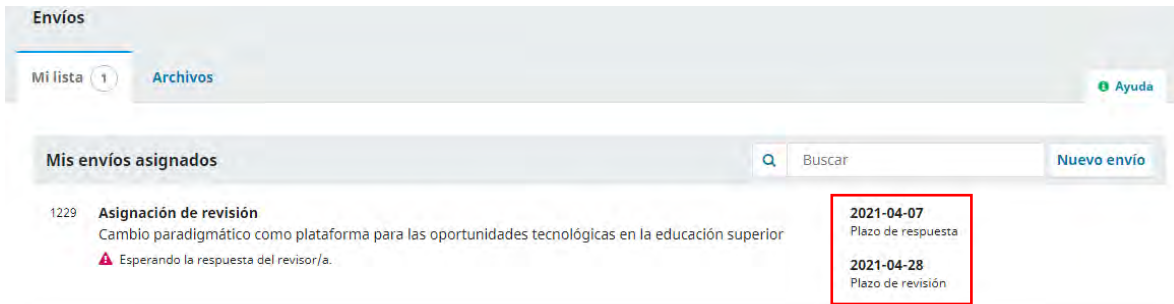 Envíos
Mi lista 1 Archivos
Ayuda
Mis envíos asignados Buscar Nuevo envío
1229 Asignación de revisión 2021-04-07
Cambio paradigmático como plataforma para las oportunidades tecnológicas en la educación superior Plazo de respuesta
Esperando la respuesta del revisor/a. 2021-04-28
Plazo de revisión